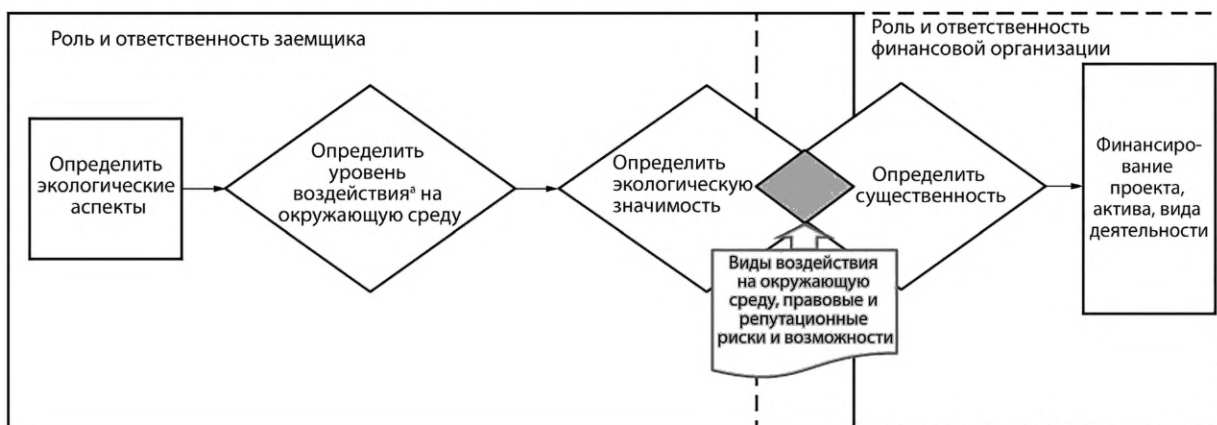 Роль и ответственность заемщика
Роль и ответственность
финансовой организации
Определить
экологические
аспекты
Определить
уровень
воздействияᵃ на
окружающую среду
Определить
экологическую
значимость
Определить
существенность
Финансиро-
вание
проекта,
актива, вида
деятельности
Виды воздействия
на окружающую
среду, правовые и
репутационные
риски и возможности